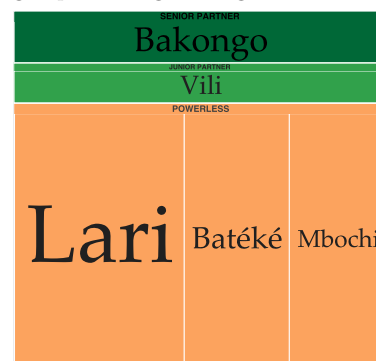 SENIOR PARTNER
Bakongo
JUNIOR PARTNER
Vili
POWERLESS
Lari Batéké Mbochi